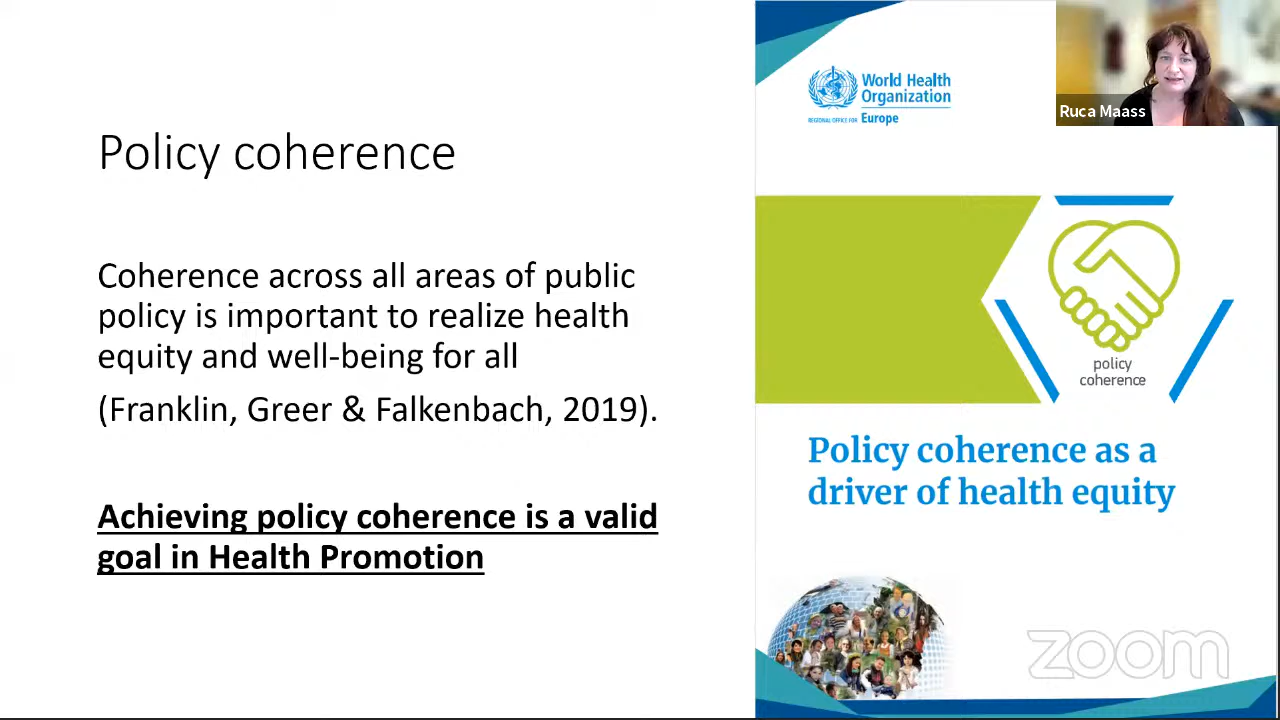 Policy coherence
Coherence across all areas of public
policy is important to realize health
equity and well-being for all
(Franklin, Greer & Falkenbach, 2019).
Achieving policy coherence is a valid
goal in Health Promotion
World Health
Organization
REGIONAL OFFICE FOR Europe
policy
coherence
Policy coherence as a
driver of health equity
Ruca Maass
zoom